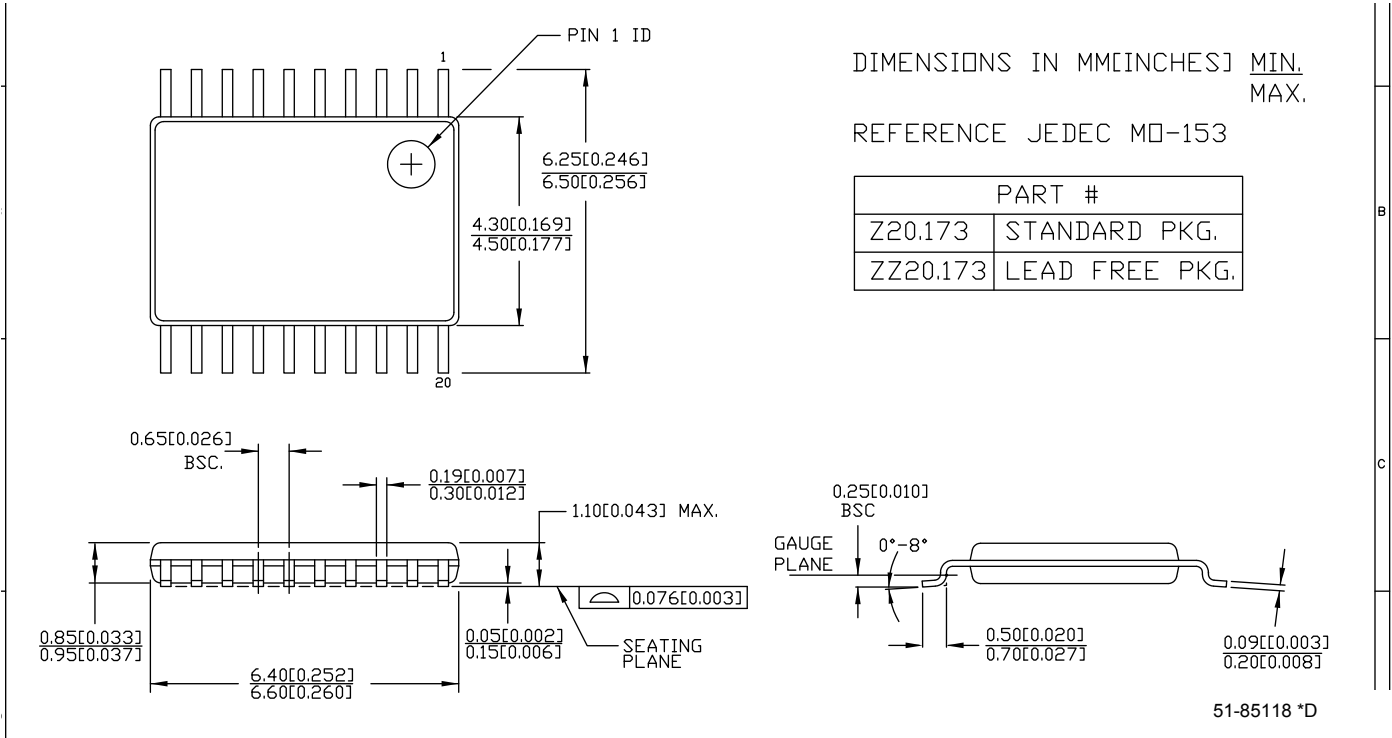 PIN 1 ID
1
DIMENSIONS IN MM[INCHES] MIN.
MAX.
REFERENCE JEDEC MO-153
6.25[0.246]
6.50[0.256]
4.30[0.169]
4.50[0.177]
PART #
Z20.173 STANDARD PKG.
ZZ20.173 LEAD FREE PKG.
B
20
0.65[0.026]
BSC.
0.19[0.007]
0.30[0.012]
1.10[0.043] MAX.
C
0.25[0.010]
BSC
GAUGE
PLANE
0°-8°
0.076[0.003]
0.85[0.033]
0.95[0.037]
0.05[0.002]
0.15[0.006]
SEATING
PLANE
0.50[0.020]
0.70[0.027]
0.09[[0.003]
0.20[0.008]
6.40[0.252]
6.60[0.260]
51-85118 *D